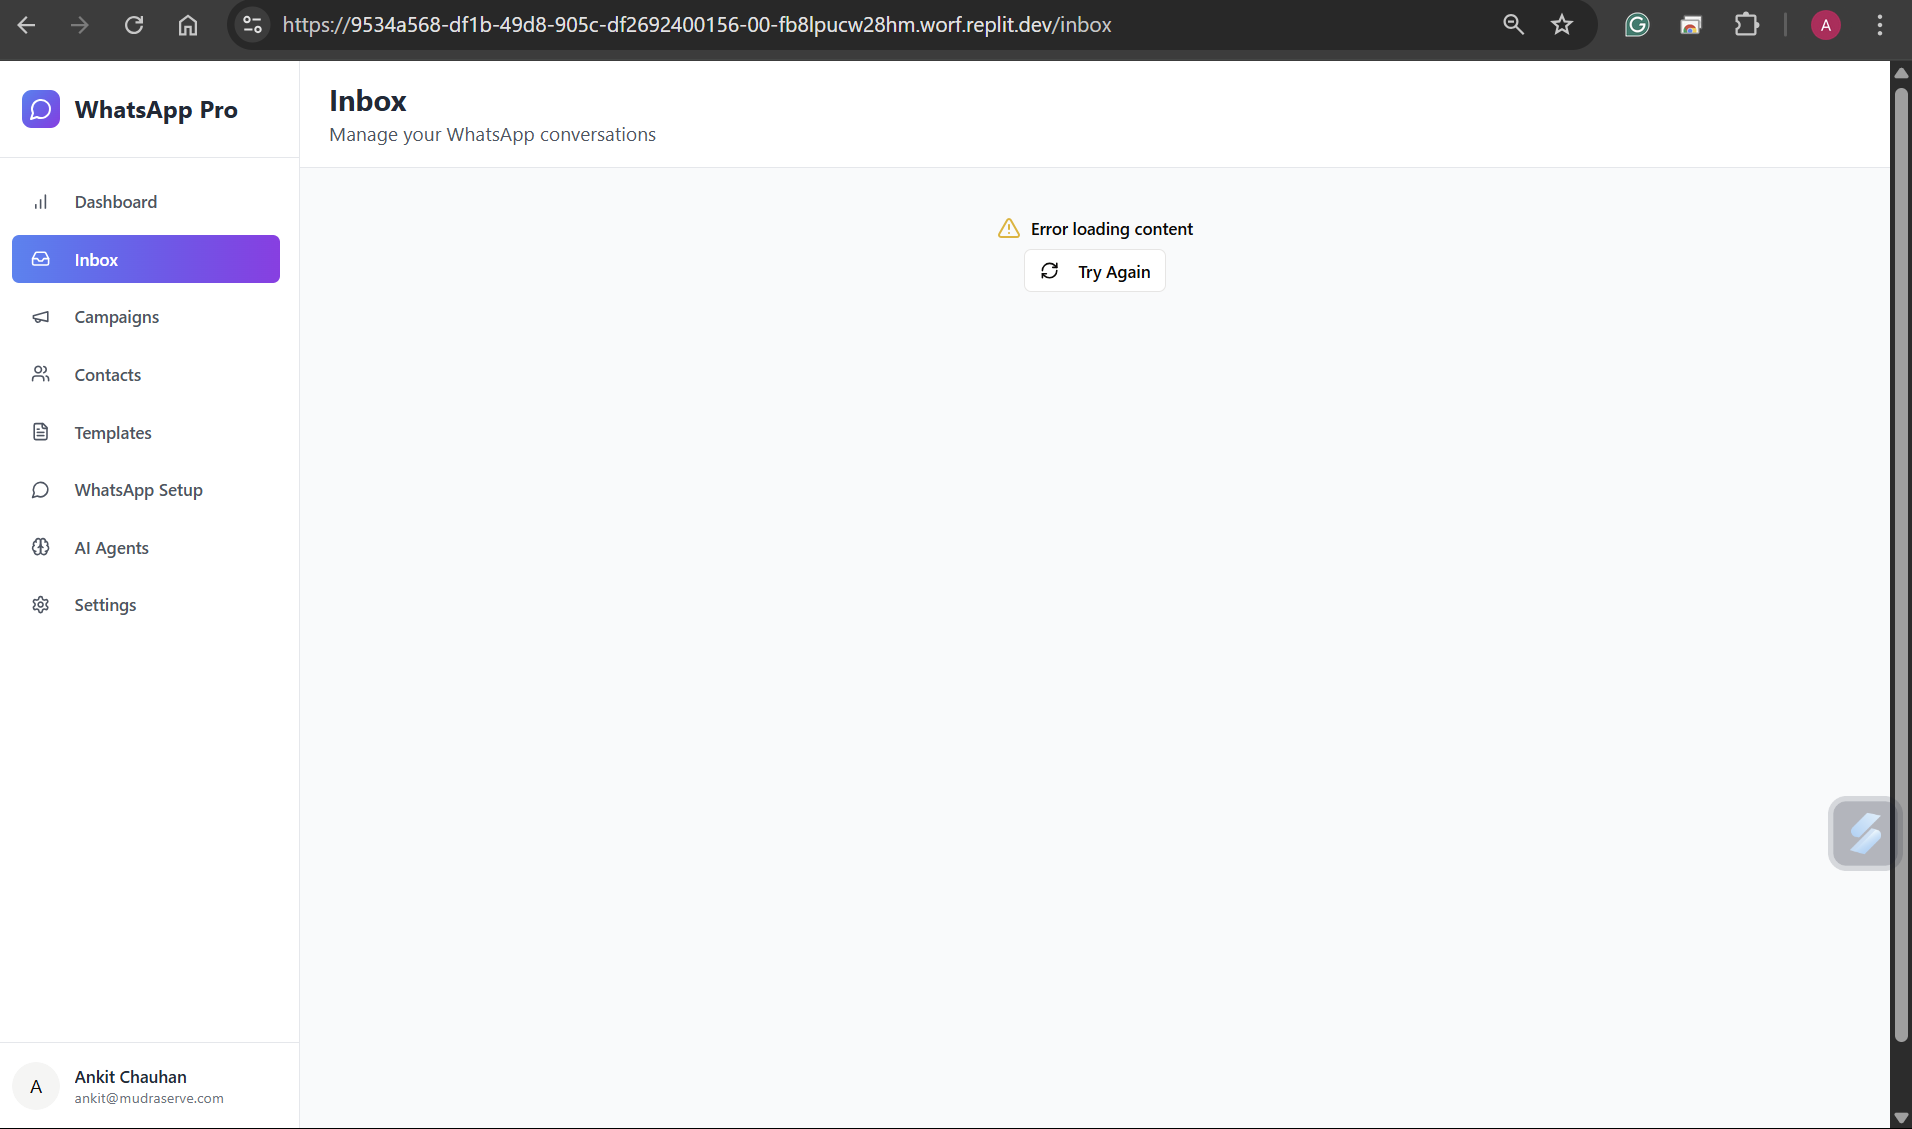 https://9534a568-df1b-49d8-905c-df2692400156-00-fb8lpucw28hm.worf.replit.dev/inbox
A
WhatsApp Pro
Inbox
Manage your WhatsApp conversations
Dashboard
Inbox
Campaigns
Contacts
Templates
WhatsApp Setup
AI Agents
Settings
Error loading content
Try Again
A
Ankit Chauhan
ankit@mudraserve.com